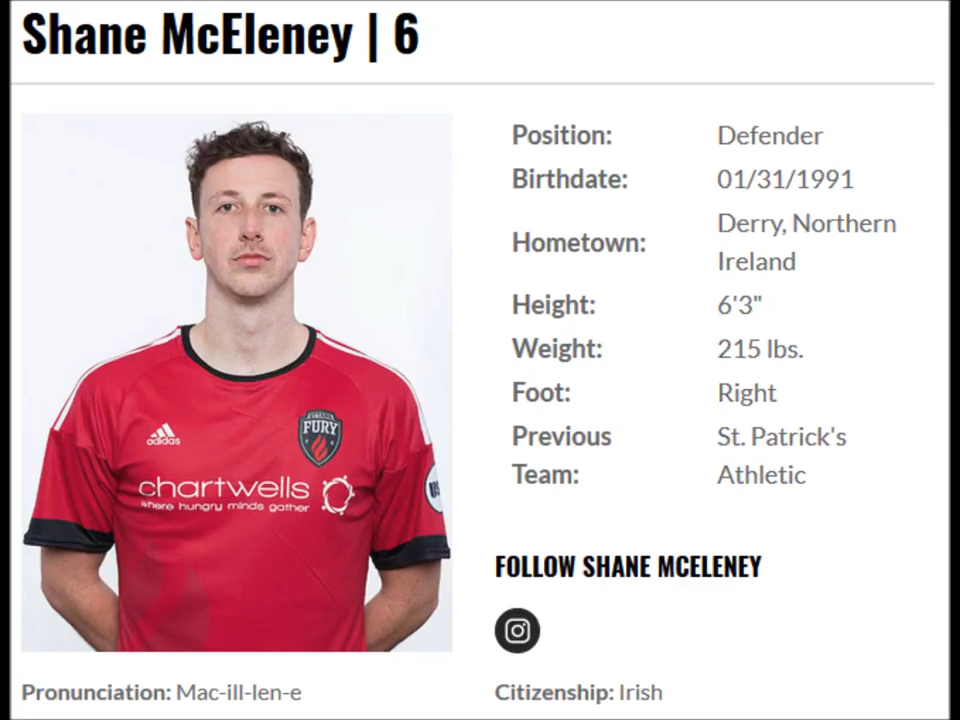 Shane McEleney | 6
Position: Defender
Birthdate: 01/31/1991
Hometown: Derry, Northern
Ireland
Height: 6'3"
Weight: 215 lbs.
Foot: Right
Previous St. Patrick's
Team: Athletic
adidas
OTTAWA
FURY
F C
chartwells
where hungry minds gather
US
FOLLOW SHANE MCELENEY
Pronunciation: Mac-ill-len-e
Citizenship: Irish